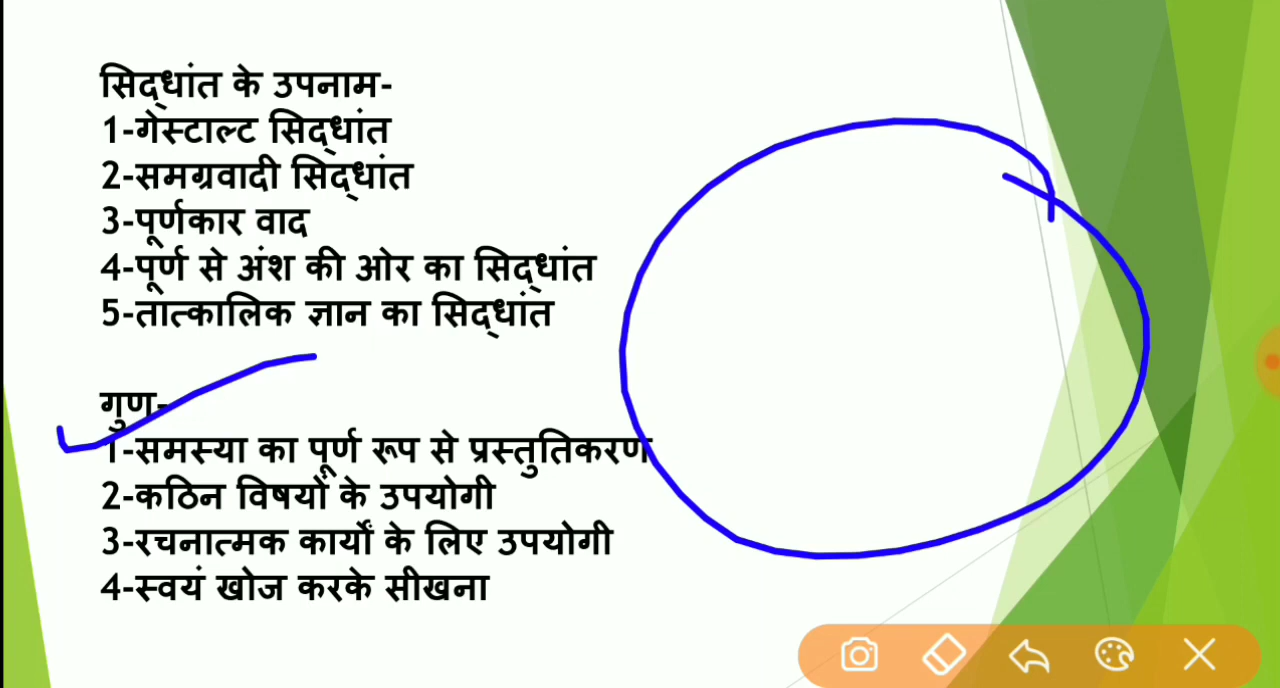 सिद्धांत के उपनाम-
1-गेस्टाल्ट सिद्धांत
2-समग्रवादी सिद्धांत
3-पूर्णकार वाद
4-पूर्ण से अंश की ओर का सिद्धांत
5-तात्कालिक ज्ञान का सिद्धांत
गुण-
1-समस्या का पूर्ण रूप से प्रस्तुतिकरण
2-कठिन विषयों के उपयोगी
3-रचनात्मक कार्यों के लिए उपयोगी
4-स्वयं खोज करके सीखना